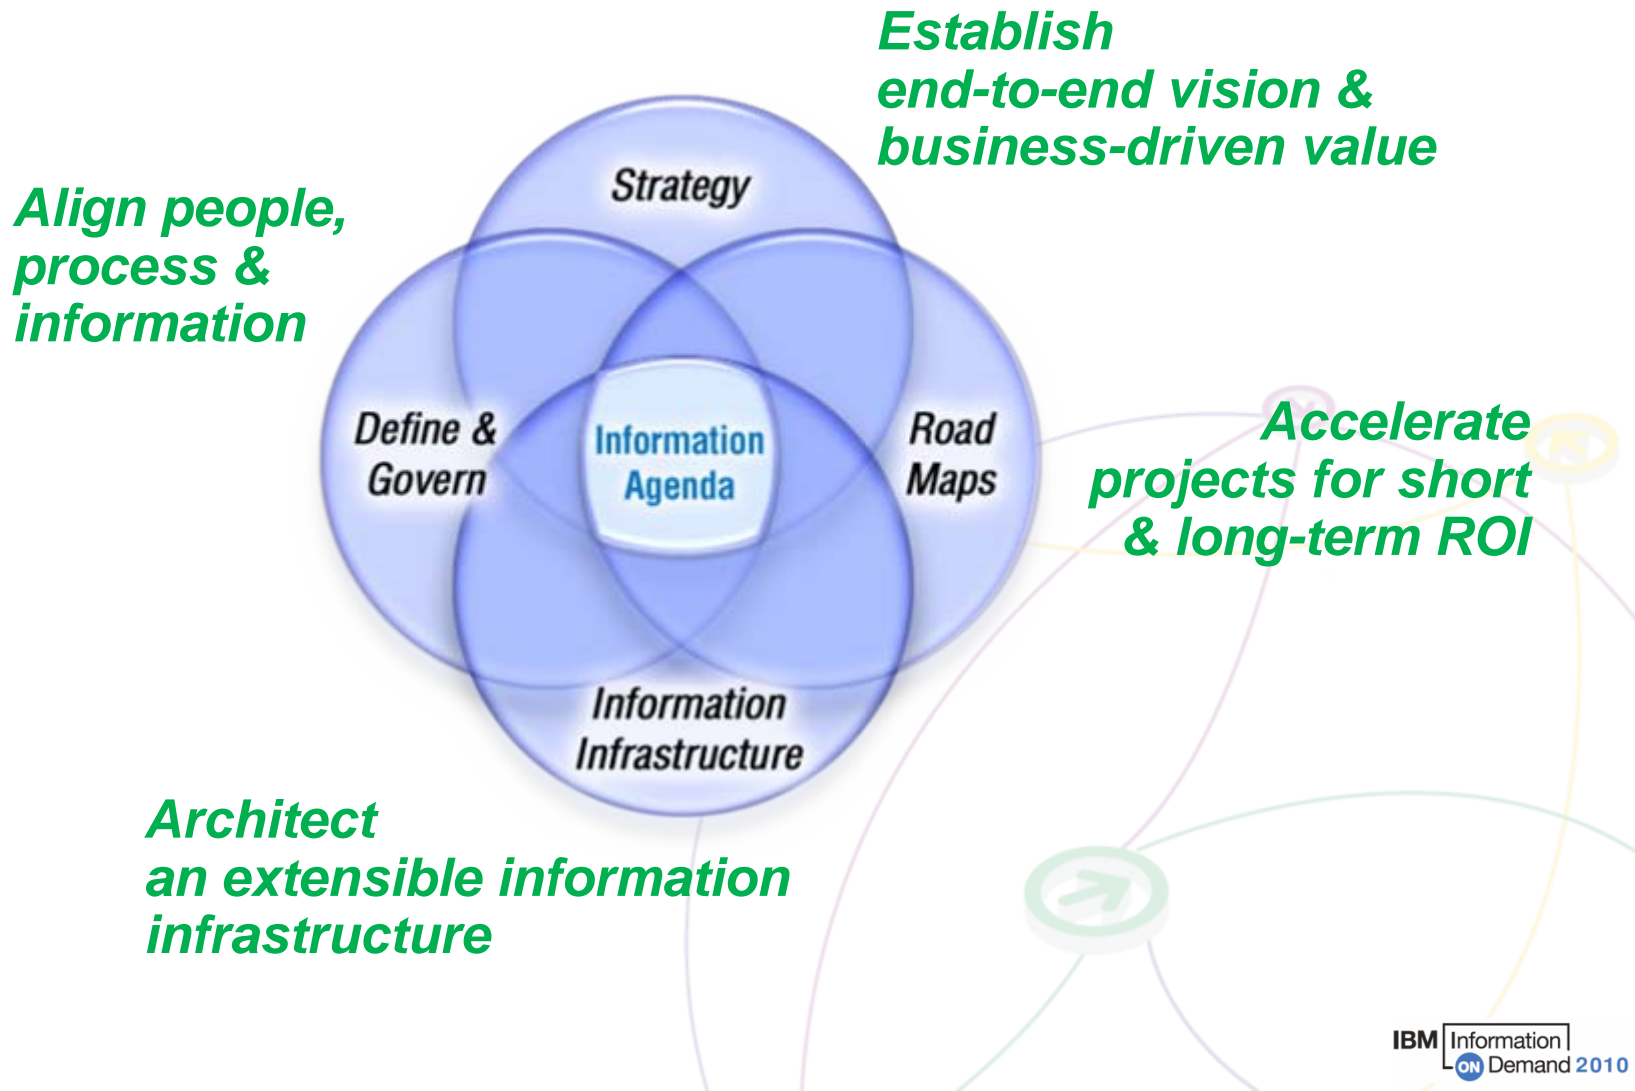 Establish
end-to-end vision &
business-driven value
Strategy
Align people,
process &
information
Define &
Govern
Information
Agenda
Road
Maps
Accelerate
projects for short
& long-term ROI
Information
Infrastructure
Architect
an extensible information
infrastructure
IBM Information
ON Demand 2010